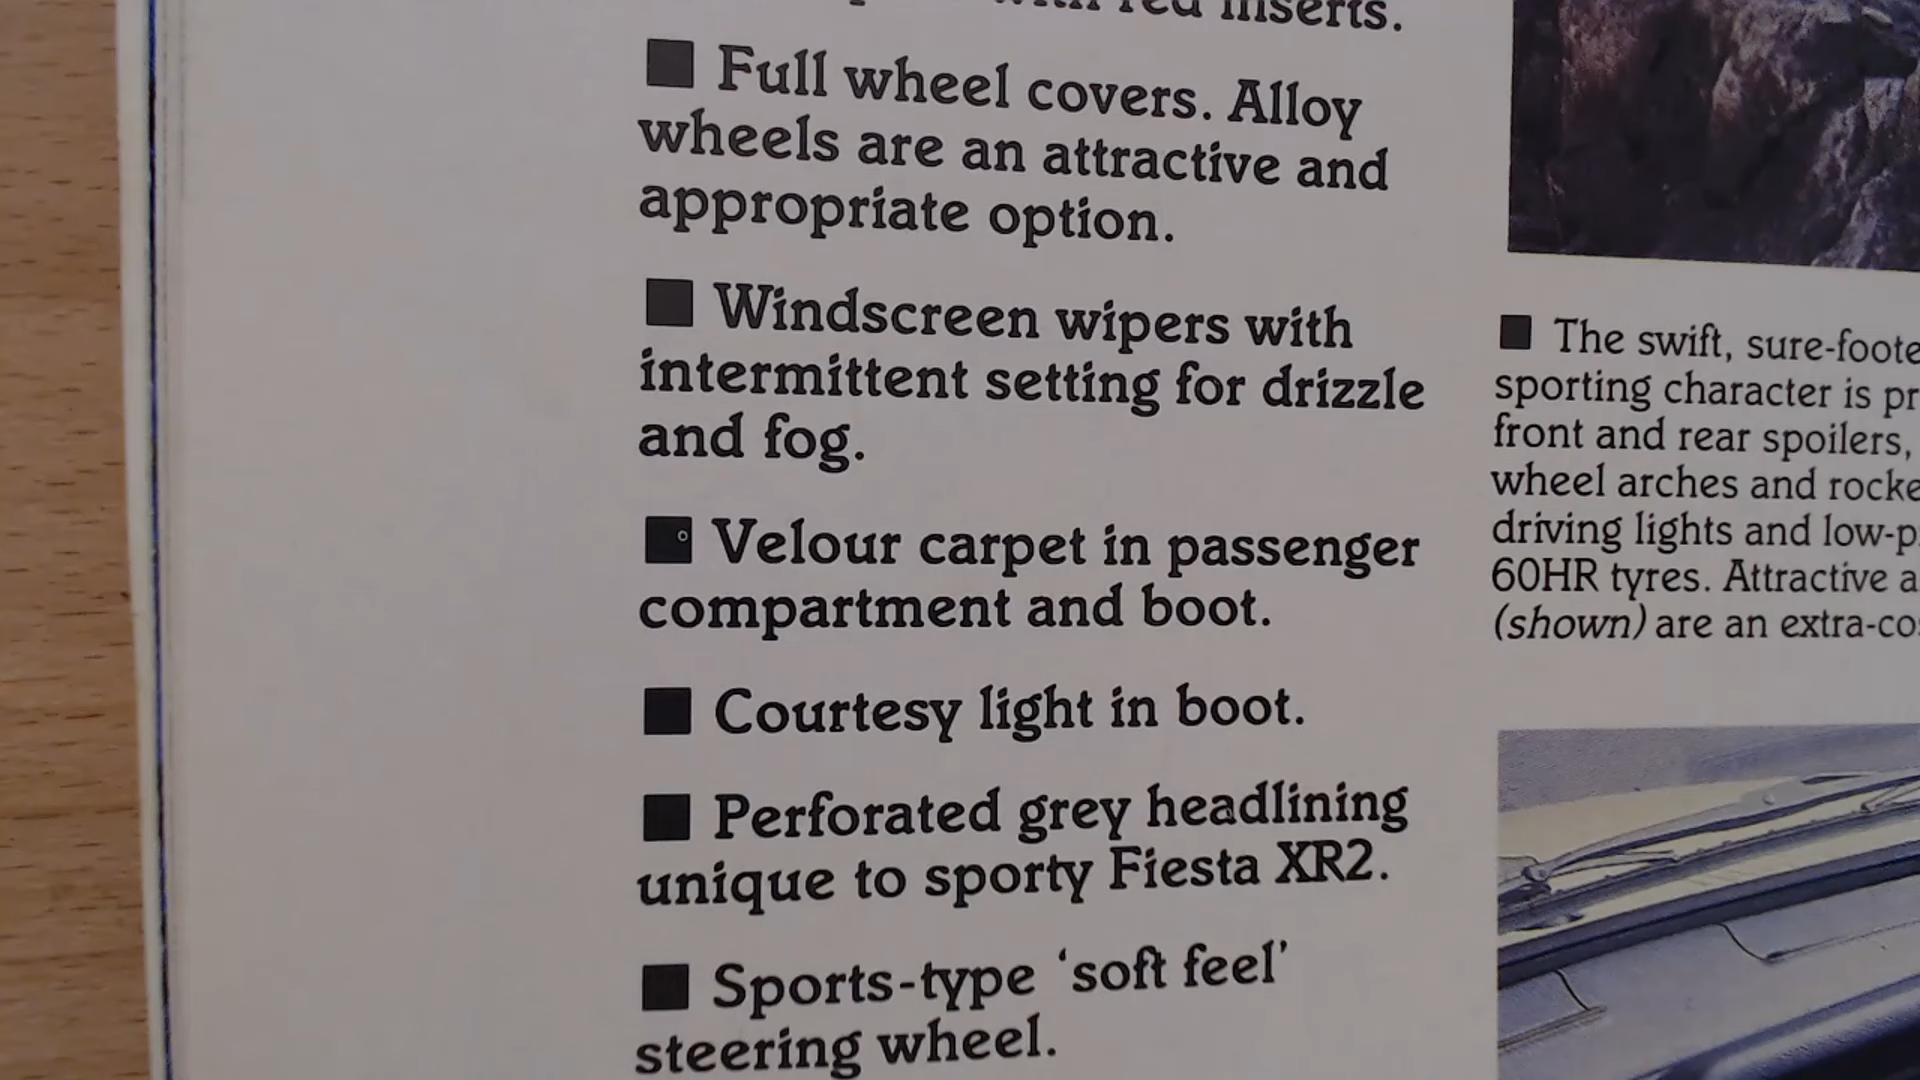 with red inserts.
■ Full wheel covers. Alloy
wheels are an attractive and
appropriate option.
■ Windscreen wipers with
intermittent setting for drizzle
and fog.
■ Velour carpet in passenger
compartment and boot.
■ Courtesy light in boot.
■ Perforated grey headlining
unique to sporty Fiesta XR2.
■ Sports-type ‘soft feel’
steering wheel.
■ The swift, sure-foote
sporting character is pr
front and rear spoilers,
wheel arches and rocke
driving lights and low-p
60HR tyres. Attractive a
(shown) are an extra-co